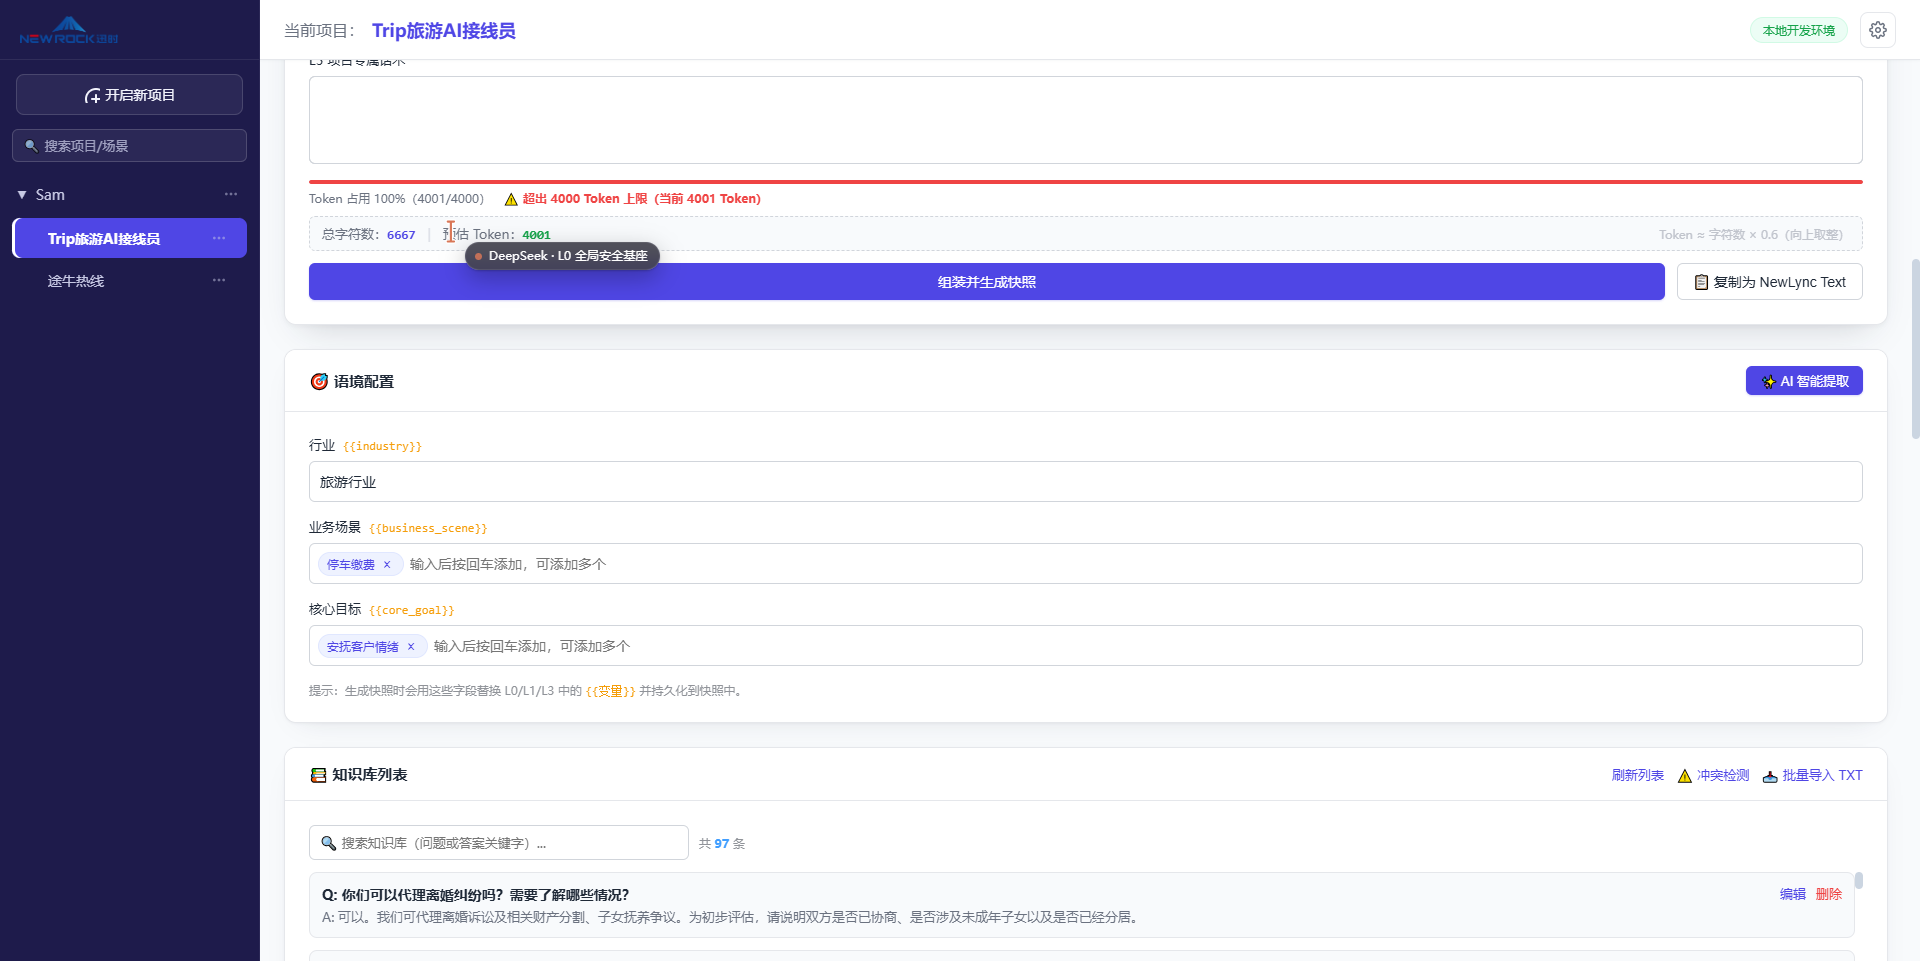 NEWROCK迅时
当前项目： Trip旅游AI接线员
本地开发环境
开启新项目
搜索项目/场景
Sam
Trip旅游AI接线员
途牛热线
L3 项目专属话术
Token 占用 100%（4001/4000） 超出 4000 Token 上限（当前 4001 Token）
总字符数：6667 | 预估 Token：4001
Token ≈ 字符数 × 0.6（向上取整）
DeepSeek · L0 全局安全基座
组装并生成快照
复制为 NewLync Text
语境配置
AI 智能提取
行业 {{industry}}
旅游行业
业务场景 {{business_scene}}
停车缴费 × 输入后按回车添加，可添加多个
核心目标 {{core_goal}}
安抚客户情绪 × 输入后按回车添加，可添加多个
提示：生成快照时会用这些字段替换 L0/L1/L3 中的 {{变量}} 并持久化到快照中。
知识库列表
刷新列表 冲突检测 批量导入 TXT
搜索知识库（问题或答案关键字）...
共 97 条
Q: 你们可以代理离婚纠纷吗？需要了解哪些情况？
编辑 删除
A: 可以。我们可代理离婚诉讼及相关财产分割、子女抚养争议。为初步评估，请说明双方是否已协商、是否涉及未成年子女以及是否已经分居。